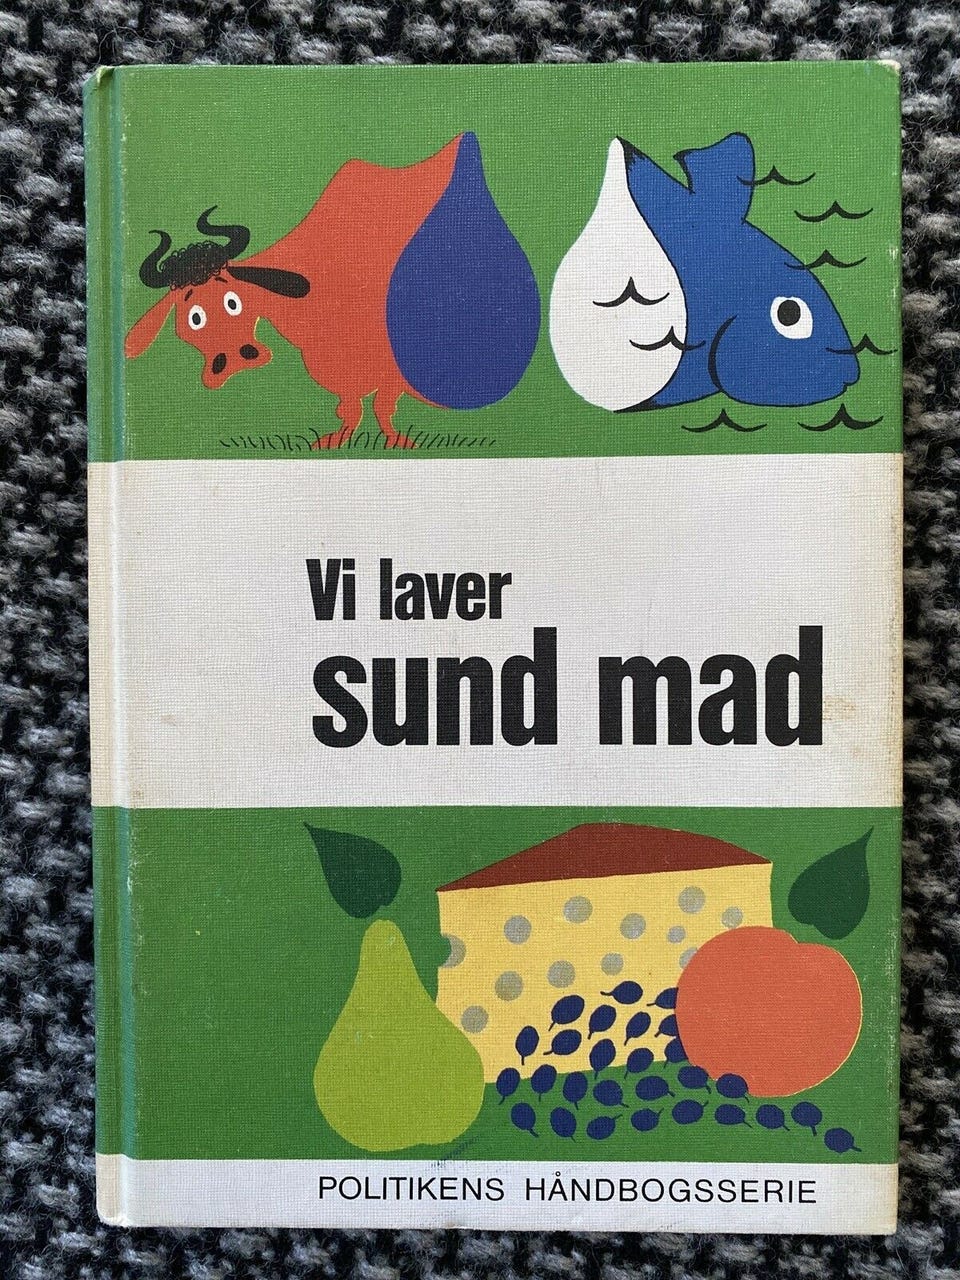 Vi laver
sund mad
POLITIKENS HÅNDBOGSSERIE